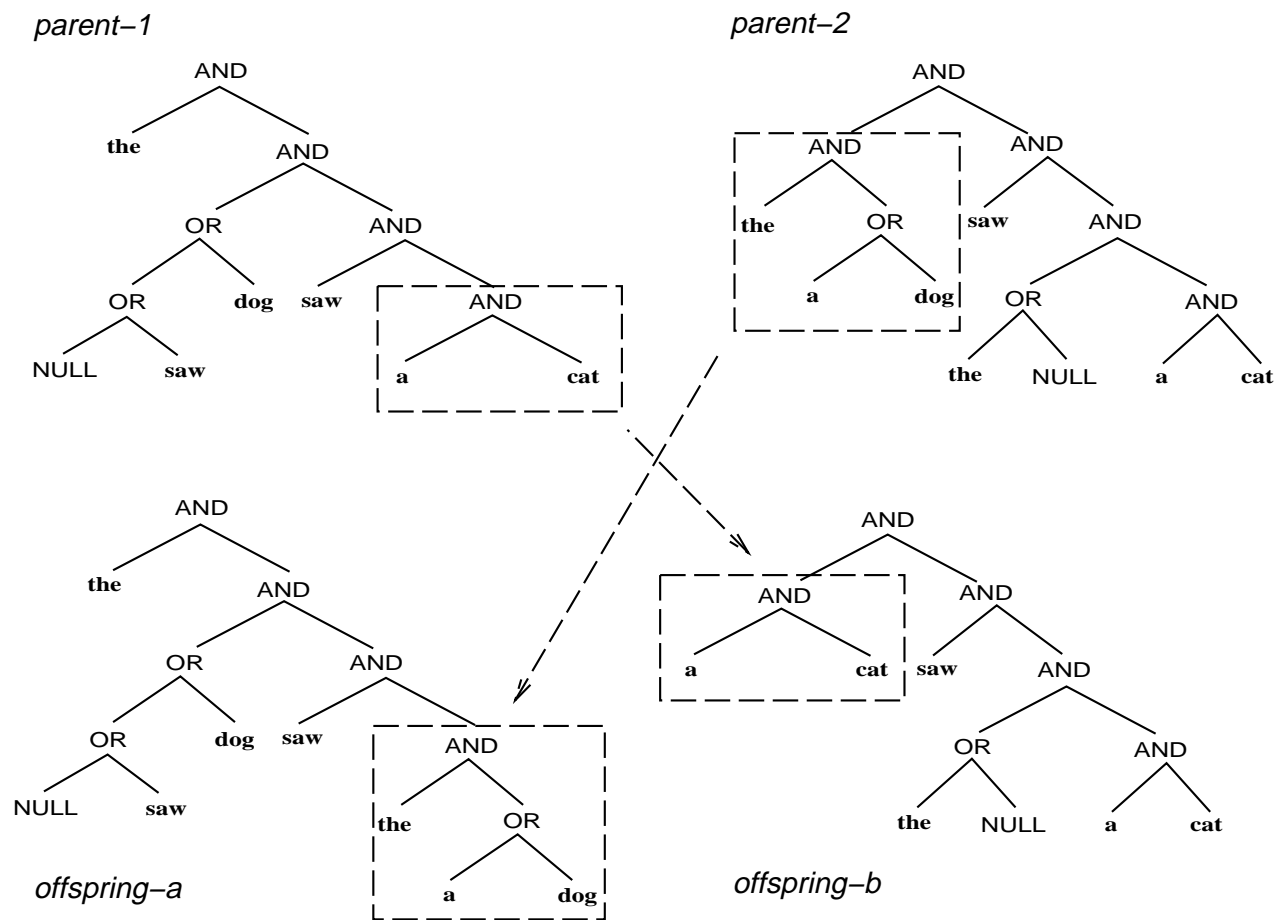 parent–1
AND
the
AND
OR
AND
OR
dog
saw
AND
NULL
saw
a
cat
parent–2
AND
AND
AND
the
OR
saw
AND
a
dog
OR
AND
the
NULL
a
cat
AND
the
AND
OR
AND
OR
dog
saw
AND
NULL
saw
the
OR
a
dog
offspring–a
AND
AND
AND
a
cat
saw
AND
OR
AND
the
NULL
a
cat
offspring–b